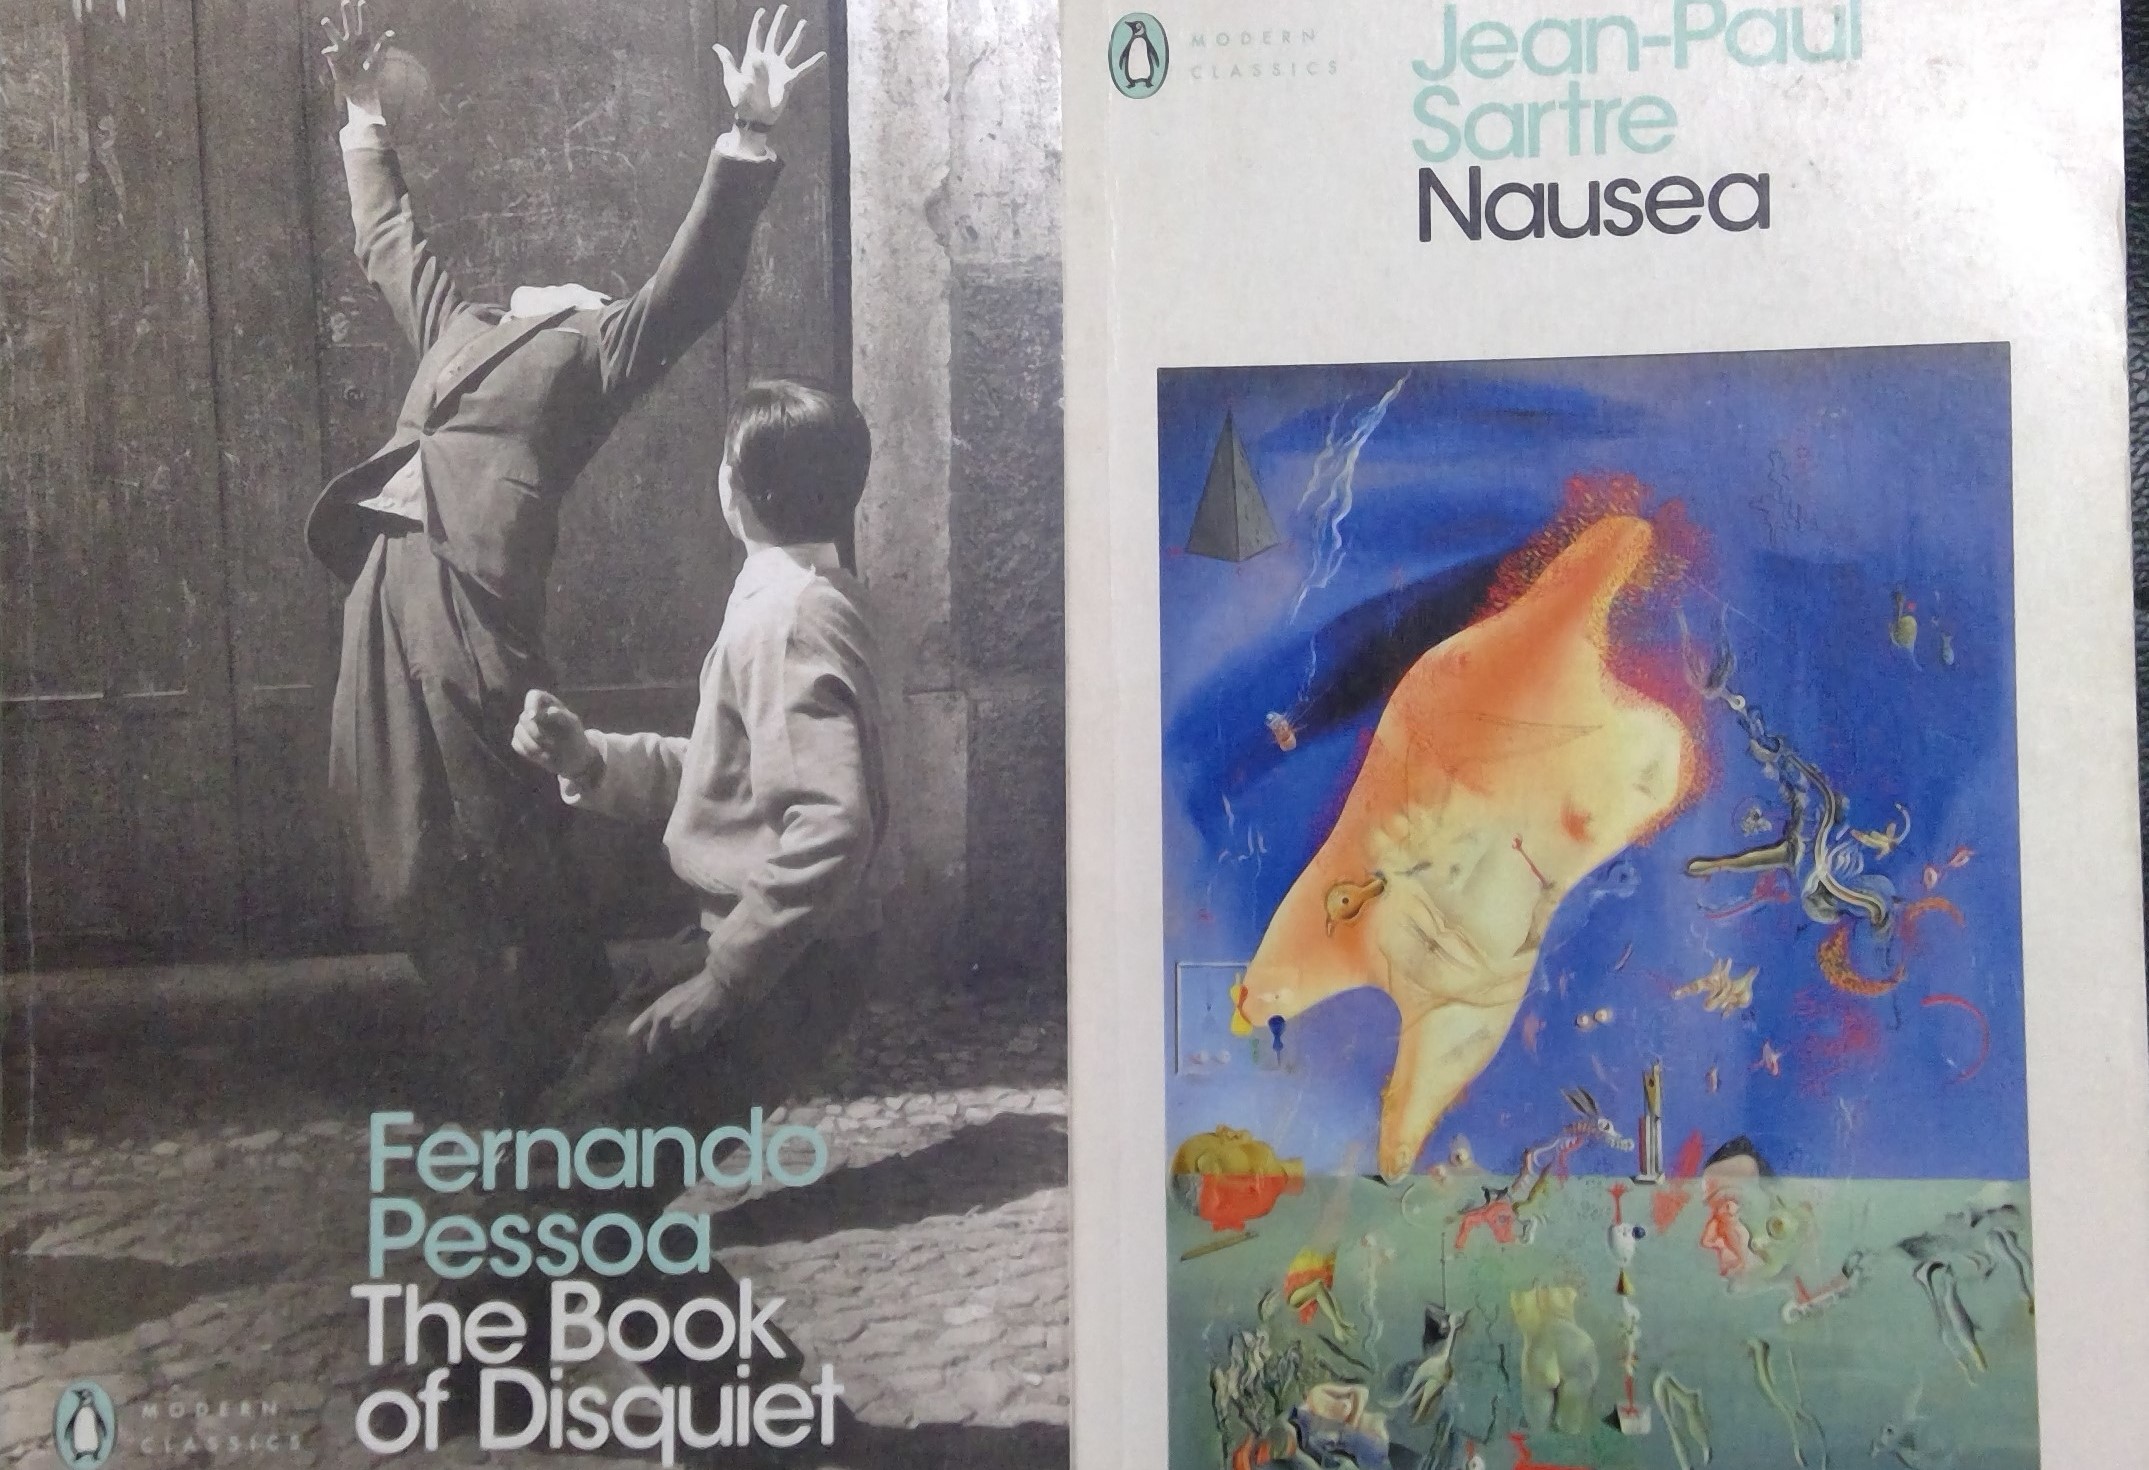 Fernando
Pessoa
The Book
of Disquiet
MODERN
CLASSICS
MODERN
CLASSICS
Jean-Paul
Sartre
Nausea